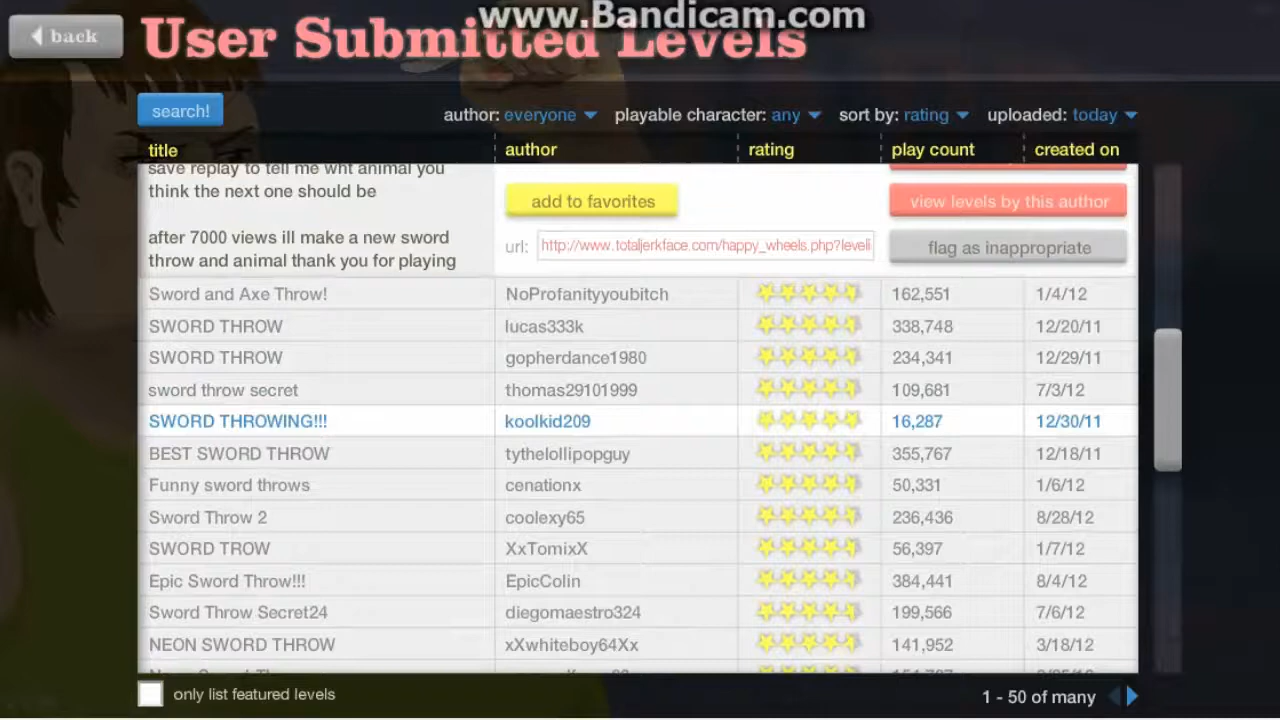 www.Bandicam.com
back
User Submitted Levels
search!
author: everyone playable character: any sort by: rating uploaded: today
title author rating play count created on
save replay to tell me wht animal you
think the next one should be
after 7000 views ill make a new sword
throw and animal thank you for playing
add to favorites
url: http://www.totaljerkface.com/happy_wheels.php?leveli
view levels by this author
flag as inappropriate
Sword and Axe Throw! NoProfanityyoubitch 162,551 1/4/12
SWORD THROW lucas333k 338,748 12/20/11
SWORD THROW gopherdance1980 234,341 12/29/11
sword throw secret thomas29101999 109,681 7/3/12
SWORD THROWING!!! koolkid209 16,287 12/30/11
BEST SWORD THROW tythelollipopguy 355,767 12/18/11
Funny sword throws cenationx 50,331 1/6/12
Sword Throw 2 coolexy65 236,436 8/28/12
SWORD TROW XxTomixX 56,397 1/7/12
Epic Sword Throw!!! EpicColin 384,441 8/4/12
Sword Throw Secret24 diegomaestro324 199,566 7/6/12
NEON SWORD THROW xXwhiteboy64Xx 141,952 3/18/12
only list featured levels
1 - 50 of many